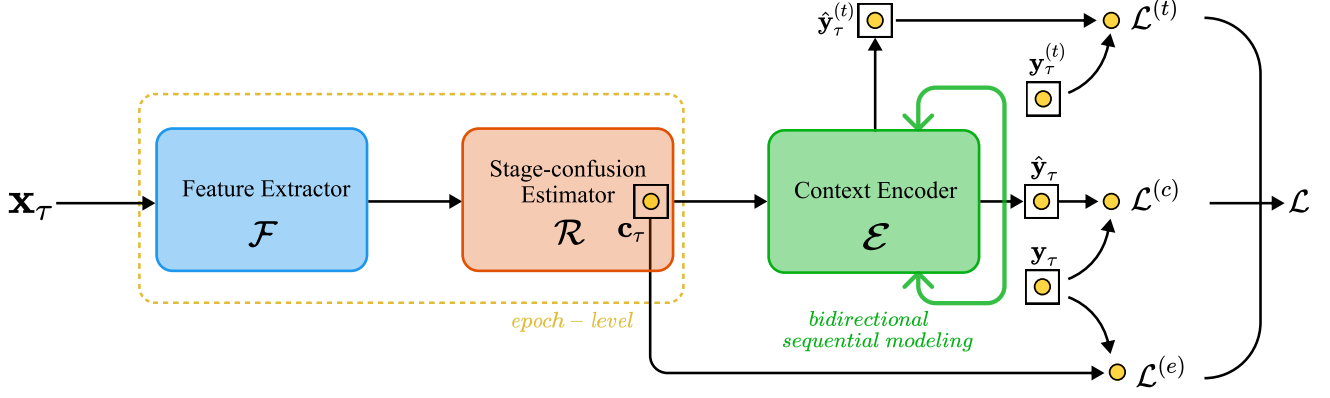 ŷ_τ^(t)
𝓛^(t)
y_τ^(t)
x_τ
Feature Extractor
𝓕
Stage-confusion
Estimator
𝓡
c_τ
Context Encoder
𝓔
ŷ_τ
𝓛^(c)
𝓛
y_τ
epoch – level
bidirectional
sequential modeling
𝓛^(e)